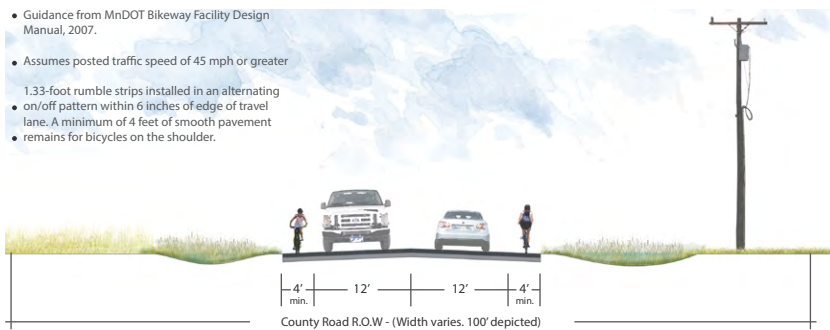 • Guidance from MnDOT Bikeway Facility Design
Manual, 2007.
• Assumes posted traffic speed of 45 mph or greater
1.33-foot rumble strips installed in an alternating
• on/off pattern within 6 inches of edge of travel
lane. A minimum of 4 feet of smooth pavement
• remains for bicycles on the shoulder.
4' 12' 12' 4'
min. min.
County Road R.O.W - (Width varies. 100' depicted)